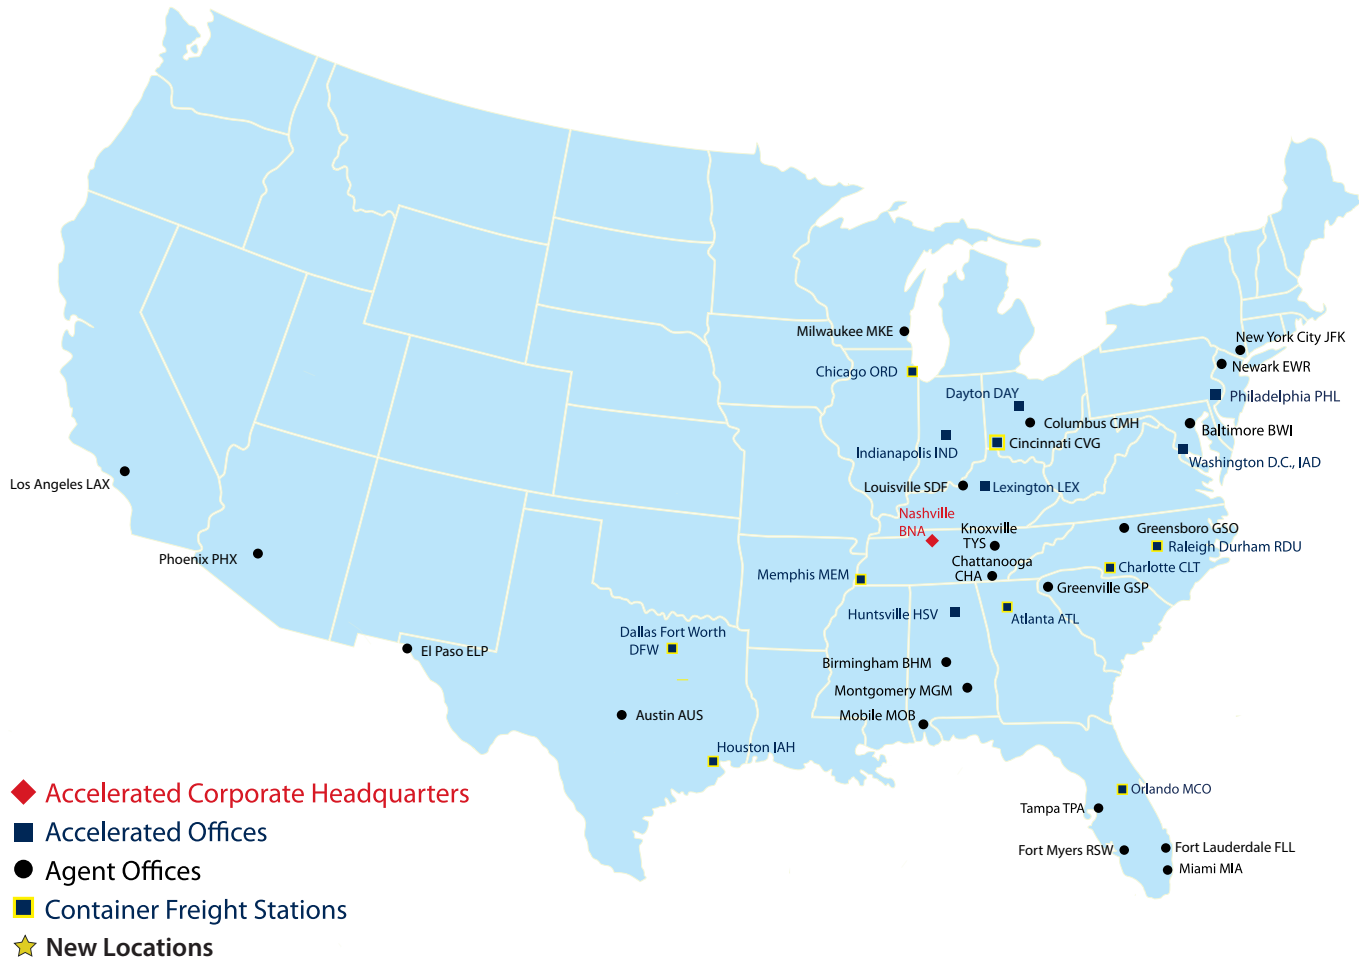 Milwaukee MKE
New York City JFK
Chicago ORD
Newark EWR
Dayton DAY
Philadelphia PHL
Columbus CMH
Baltimore BWI
Cincinnati CVG
Indianapolis IND
Washington D.C., IAD
Los Angeles LAX
Louisville SDF
Lexington LEX
Nashville
BNA
Knoxville
TYS
Greensboro GSO
Raleigh Durham RDU
Phoenix PHX
Chattanooga
CHA
Charlotte CLT
Memphis MEM
Greenville GSP
Huntsville HSV
Atlanta ATL
Dallas Fort Worth
DFW
El Paso ELP
Birmingham BHM
Montgomery MGM
Austin AUS
Mobile MOB
Houston IAH
Orlando MCO
Tampa TPA
Fort Myers RSW
Fort Lauderdale FLL
Miami MIA
Accelerated Corporate Headquarters
Accelerated Offices
Agent Offices
Container Freight Stations
New Locations